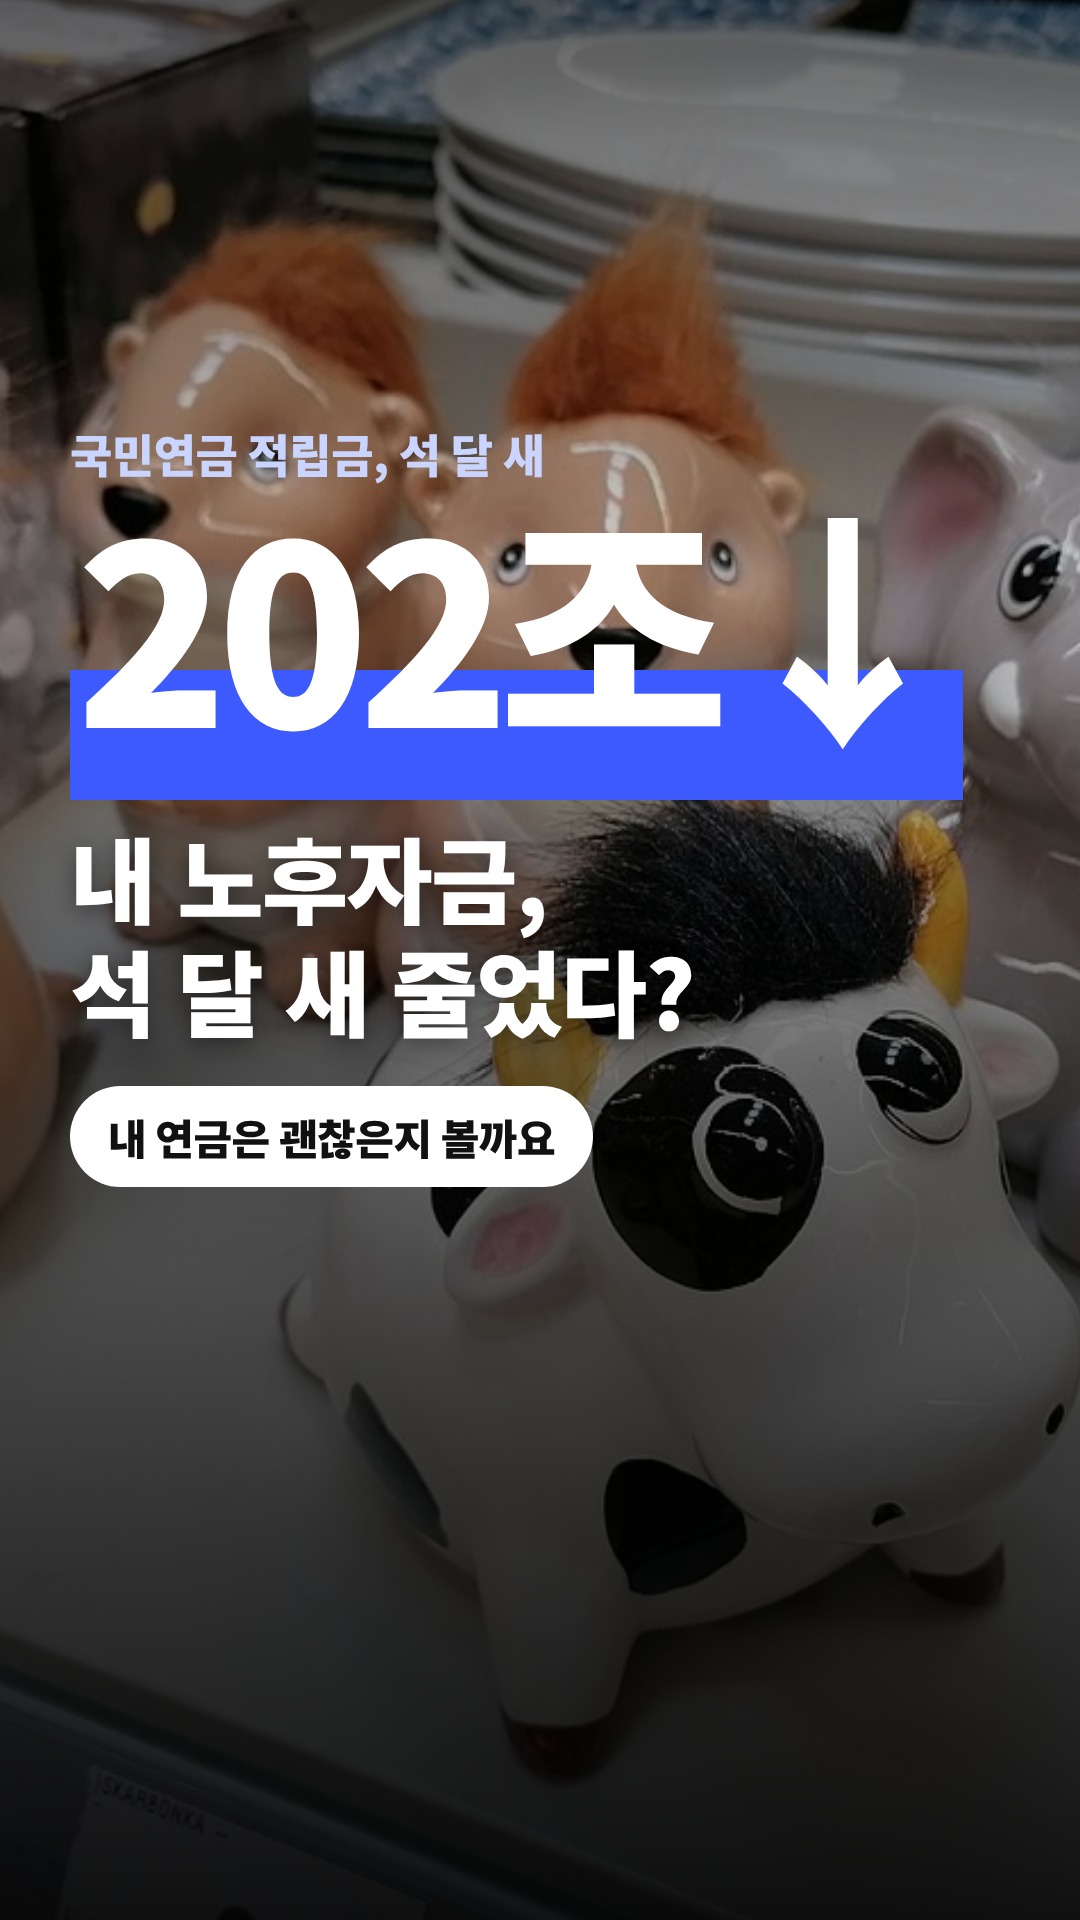 국민연금 적립금, 석 달 새
202조↓
내 노후자금,
석 달 새 줄었다?
내 연금은 괜찮은지 볼까요
SKARBONKA –